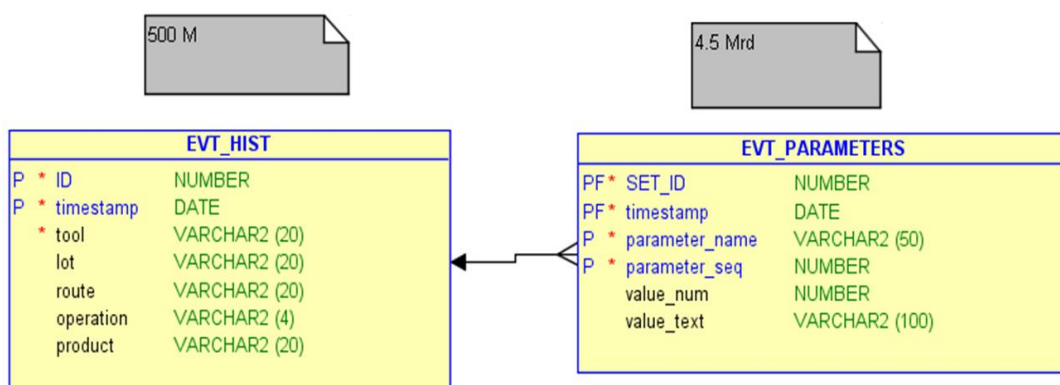 500 M
4.5 Mrd
EVT_HIST
P * ID NUMBER
P * timestamp DATE
* tool VARCHAR2 (20)
lot VARCHAR2 (20)
route VARCHAR2 (20)
operation VARCHAR2 (4)
product VARCHAR2 (20)
EVT_PARAMETERS
PF* SET_ID NUMBER
PF* timestamp DATE
P * parameter_name VARCHAR2 (50)
P * parameter_seq NUMBER
value_num NUMBER
value_text VARCHAR2 (100)